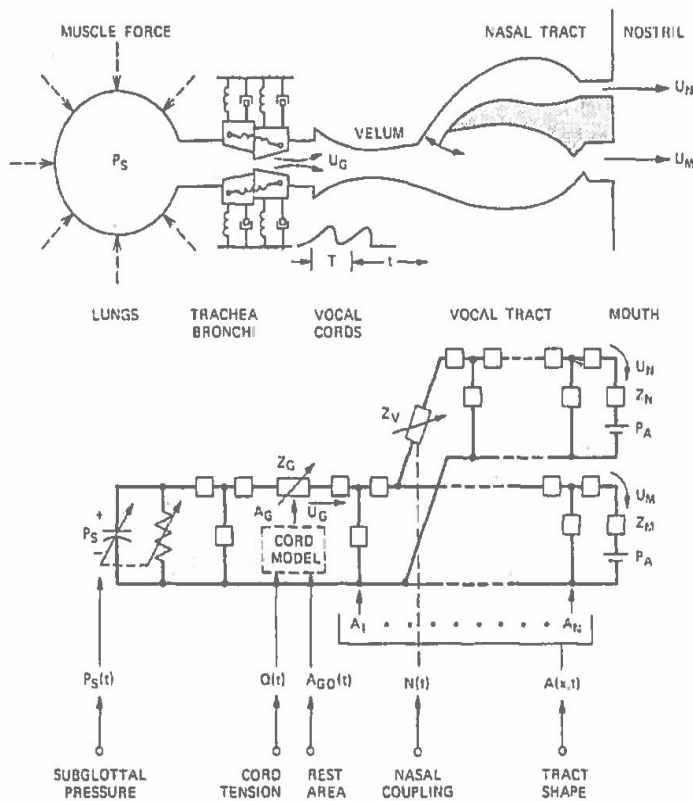 MUSCLE FORCE
NASAL TRACT
NOSTRIL
U_N
VELUM
P_S
U_G
U_M
T
t
LUNGS
TRACHEA
BRONCHI
VOCAL
CORDS
VOCAL TRACT
MOUTH
U_N
Z_N
P_A
Z_V
Z_G
A_G
U_G
+
P_S
−
CORD
MODEL
U_M
Z_M
P_A
A_1
A_N
P_S(t)
Q(t)
A_G0(t)
N(t)
A(x,t)
SUBGLOTTAL
PRESSURE
CORD
TENSION
REST
AREA
NASAL
COUPLING
TRACT
SHAPE